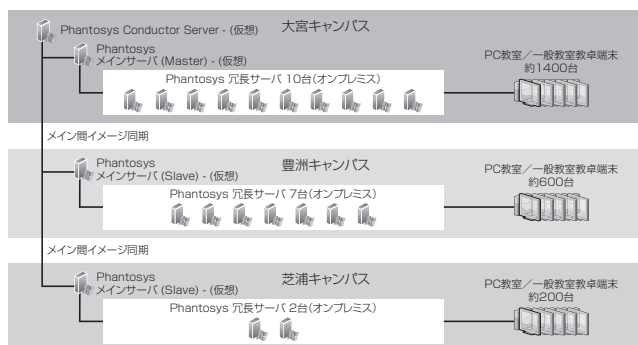 Phantosys Conductor Server - (仮想)
大宮キャンパス
Phantosys
メインサーバ (Master) - (仮想)
Phantosys 冗長サーバ 10台(オンプレミス)
PC教室／一般教室教卓端末
約1400台
メイン間イメージ同期
Phantosys
メインサーバ (Slave) - (仮想)
豊洲キャンパス
Phantosys 冗長サーバ 7台(オンプレミス)
PC教室／一般教室教卓端末
約600台
メイン間イメージ同期
Phantosys
メインサーバ (Slave) - (仮想)
芝浦キャンパス
Phantosys 冗長サーバ 2台(オンプレミス)
PC教室／一般教室教卓端末
約200台